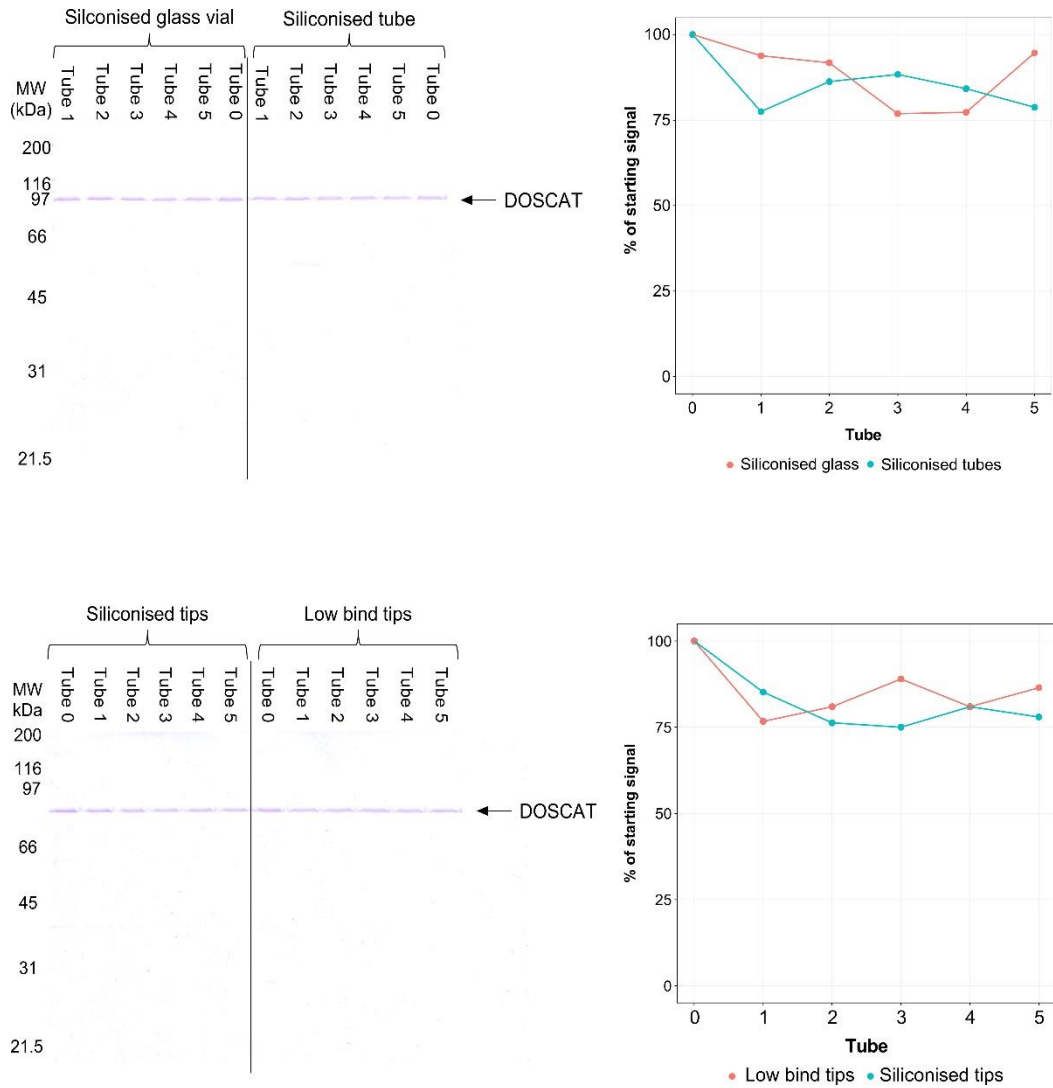 Silconised glass vial
Siliconised tube
Tube 1
Tube 2
Tube 3
Tube 4
Tube 5
Tube 0
Tube 1
Tube 2
Tube 3
Tube 4
Tube 5
Tube 0
MW
(kDa)
200
116
97
66
45
31
21.5
DOSCAT
% of starting signal
100
75
50
25
0
0 1 2 3 4 5
Tube
Siliconised glass Siliconised tubes
Siliconised tips
Low bind tips
Tube 0
Tube 1
Tube 2
Tube 3
Tube 4
Tube 5
Tube 0
Tube 1
Tube 2
Tube 3
Tube 4
Tube 5
MW
kDa
200
116
97
66
45
31
21.5
DOSCAT
% of starting signal
100
75
50
25
0
0 1 2 3 4 5
Tube
Low bind tips Siliconised tips